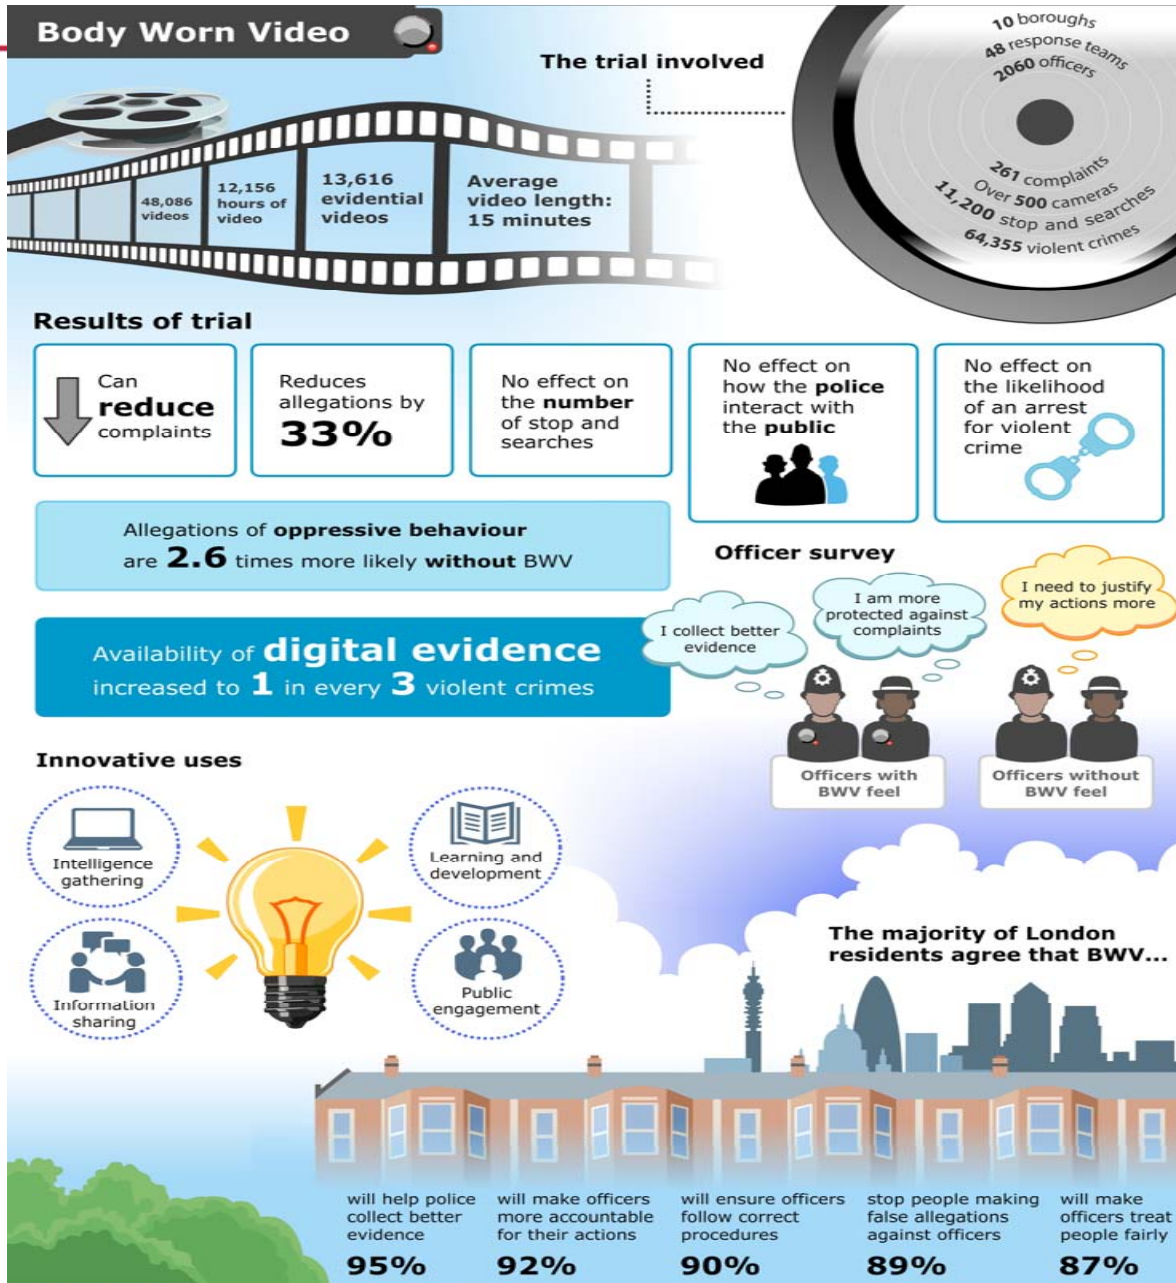 Body Worn Video
The trial involved
10 boroughs
48 response teams
2060 officers
261 complaints
Over 500 cameras
11,200 stop and searches
64,355 violent crimes
48,086
videos
12,156
hours of
video
13,616
evidential
videos
Average
video length:
15 minutes
Results of trial
Can
reduce
complaints
Reduces
allegations by
33%
No effect on
the number
of stop and
searches
No effect on
how the police
interact with
the public
No effect on
the likelihood
of an arrest
for violent
crime
Allegations of oppressive behaviour
are 2.6 times more likely without BWV
Availability of digital evidence
increased to 1 in every 3 violent crimes
Officer survey
I collect better
evidence
I am more
protected against
complaints
I need to justify
my actions more
Officers with
BWV feel
Officers without
BWV feel
Innovative uses
Intelligence
gathering
Learning and
development
Information
sharing
Public
engagement
The majority of London
residents agree that BWV...
will help police
collect better
evidence
95%
will make officers
more accountable
for their actions
92%
will ensure officers
follow correct
procedures
90%
stop people making
false allegations
against officers
89%
will make
officers treat
people fairly
87%